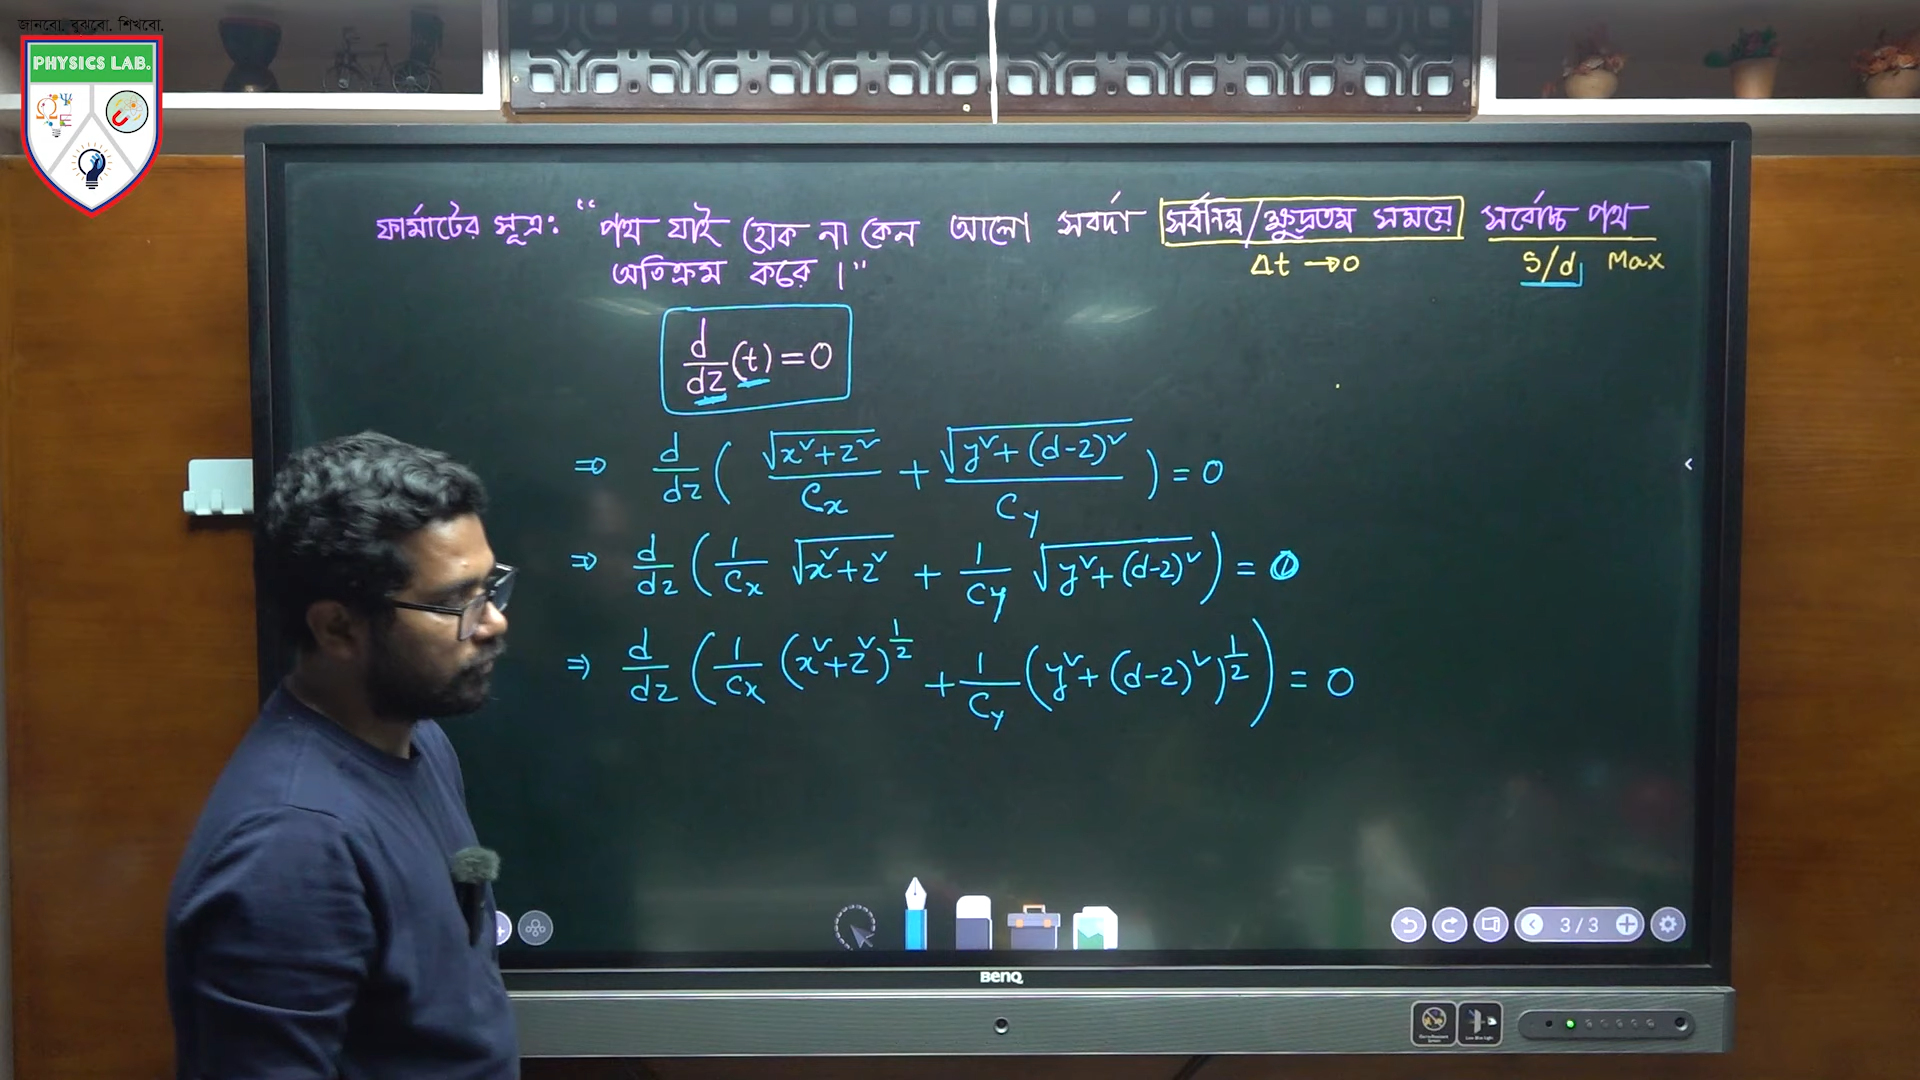 জানবো. বুঝবো. শিখবো.
PHYSICS LAB.
ফার্মাটের সূত্র: “পথ যাই হোক না কেন আলো সবর্দা সর্বনিম্ন/ক্ষুদ্রতম সময়ে সর্বোচ্চ পথ
অতিক্রম করে।”
Δt → 0
S/d Max
d/dz (t) = 0
⇒ d/dz ( √(x²+z²) / Cx + √(y²+(d-z)²) / Cy ) = 0
⇒ d/dz ( 1/Cx √(x²+z²) + 1/Cy √(y²+(d-z)²) ) = 0
⇒ d/dz ( 1/Cx (x²+z²)^1/2 + 1/Cy (y²+(d-z)²)^1/2 ) = 0
3/3
BenQ